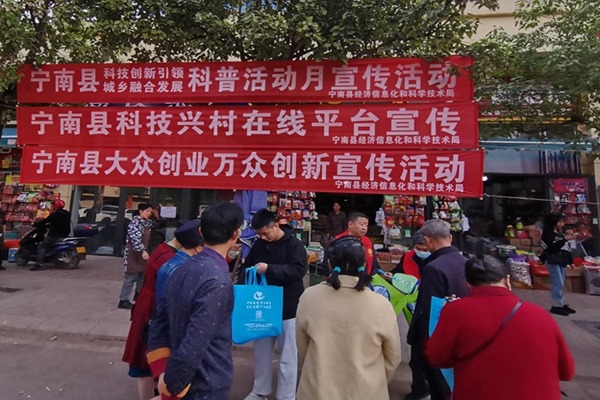 宁南县 科技创新引领 科普活动月宣传活动
城乡融合发展
宁南县经济信息化和科学技术局
宁南县科技兴村在线平台宣传
宁南县经济信息化和科学技术局
宁南县大众创业万众创新宣传活动
宁南县经济信息化和科学技术局